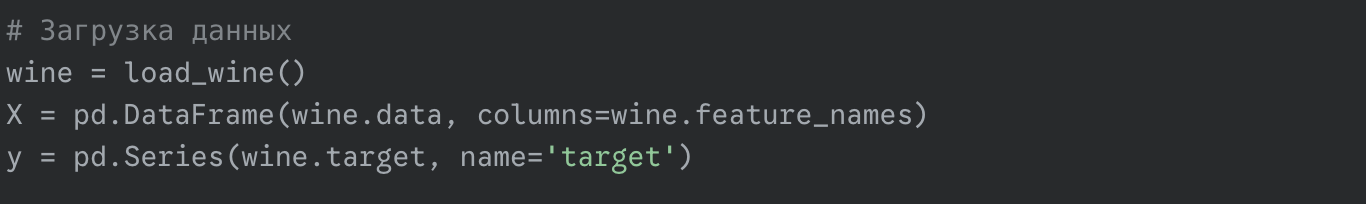 # Загрузка данных
wine = load_wine()
X = pd.DataFrame(wine.data, columns=wine.feature_names)
y = pd.Series(wine.target, name='target')